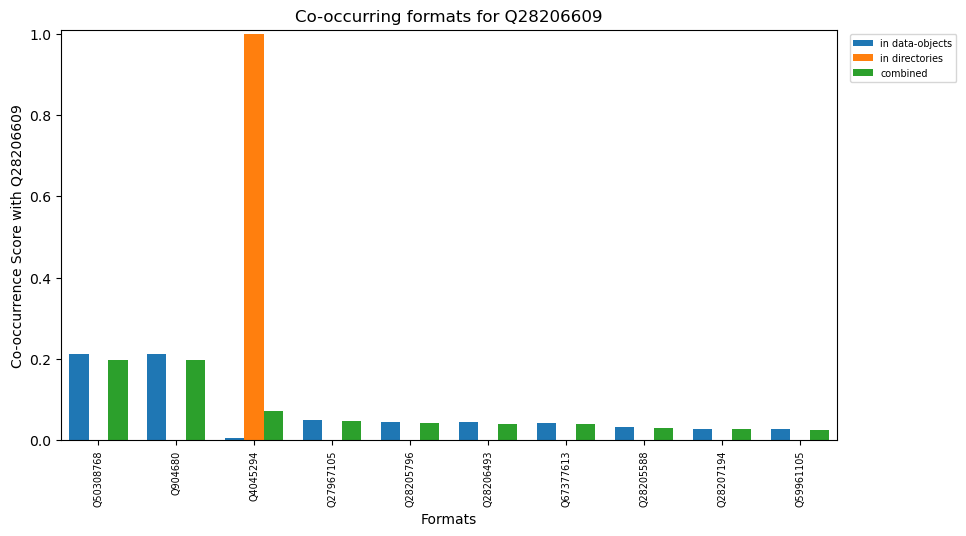 Co-occurring formats for Q28206609
in data-objects
in directories
combined
Co-occurrence Score with Q28206609
1.0
0.8
0.6
0.4
0.2
0.0
Q50308768
Q904680
Q4045294
Q27967105
Q28205796
Q28206493
Q67377613
Q28205588
Q28207194
Q59961105
Formats